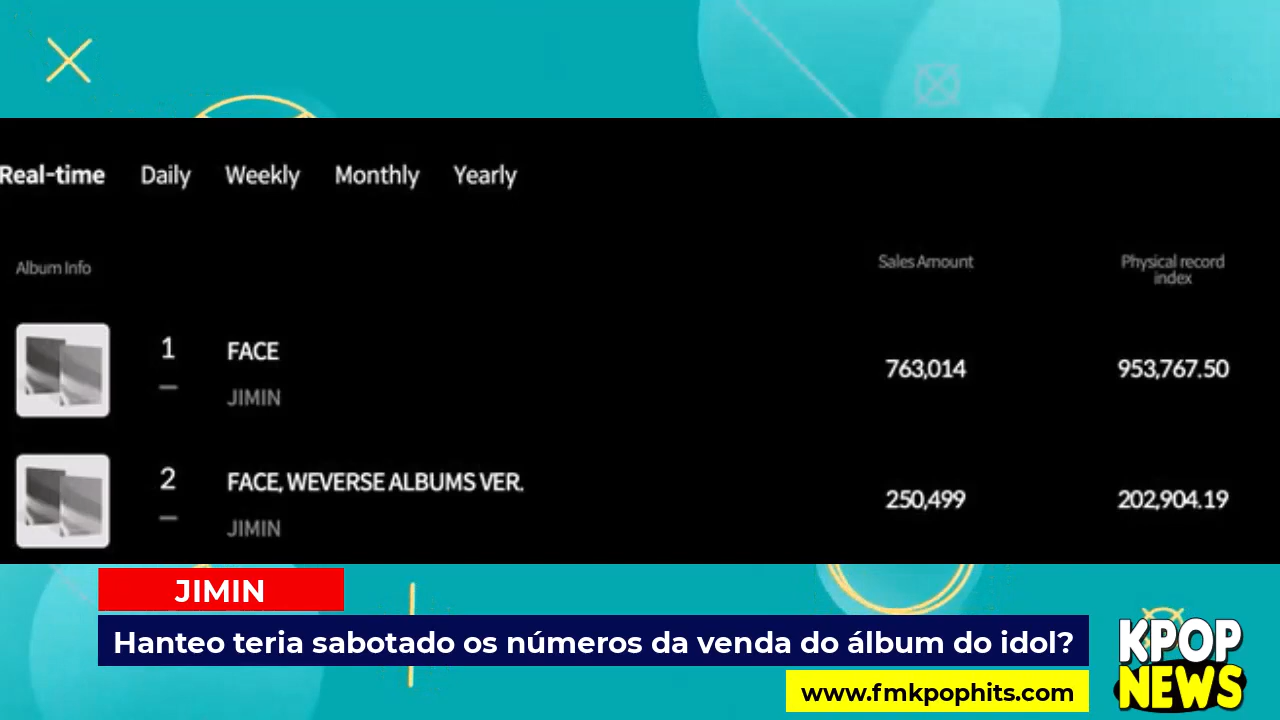 Real-time Daily Weekly Monthly Yearly
Album Info Sales Amount Physical record
index
1 FACE 763,014 953,767.50
JIMIN
2 FACE, WEVERSE ALBUMS VER. 250,499 202,904.19
JIMIN
JIMIN
Hanteo teria sabotado os números da venda do álbum do idol?
www.fmkpophits.com
KPOP
NEWS